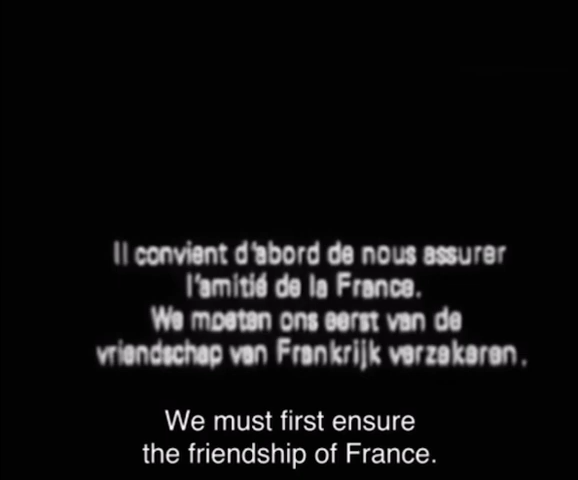 Il convient d'abord de nous assurer
l'amitié de la France.
We moeten ons eerst van de
vriendschap van Frankrijk verzekeren.
We must first ensure
the friendship of France.